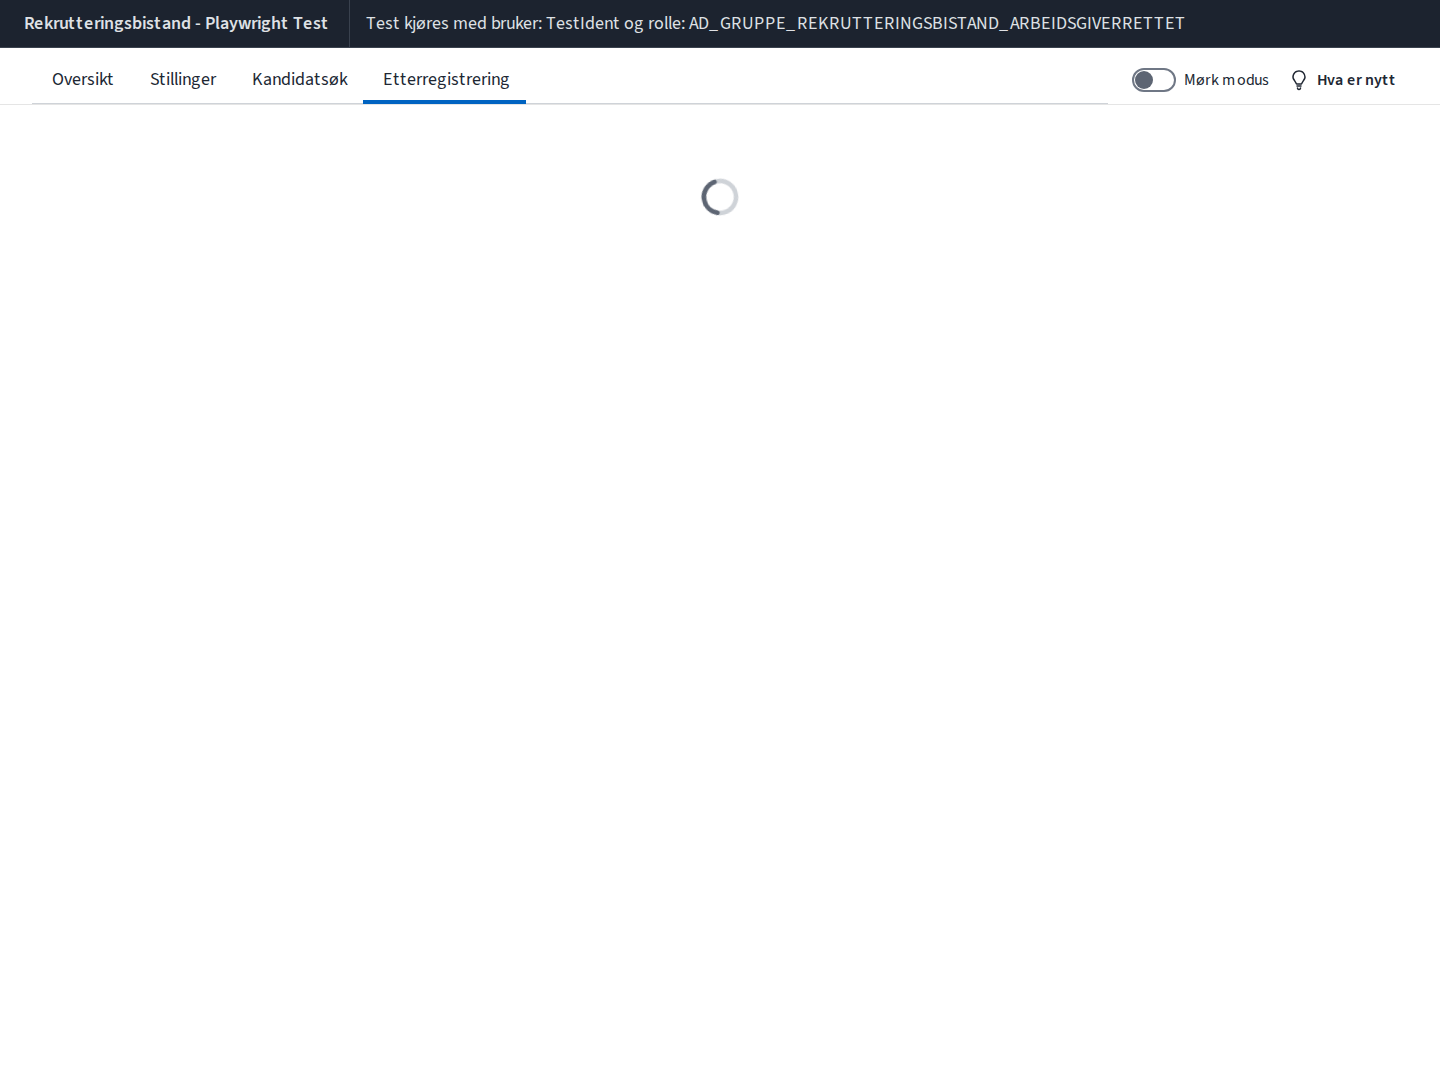 Rekrutteringsbistand - Playwright Test
Test kjøres med bruker: TestIdent og rolle: AD_GRUPPE_REKRUTTERINGSBISTAND_ARBEIDSGIVERRETTET
Oversikt
Stillinger
Kandidatsøk
Etterregistrering
Mørk modus
Hva er nytt